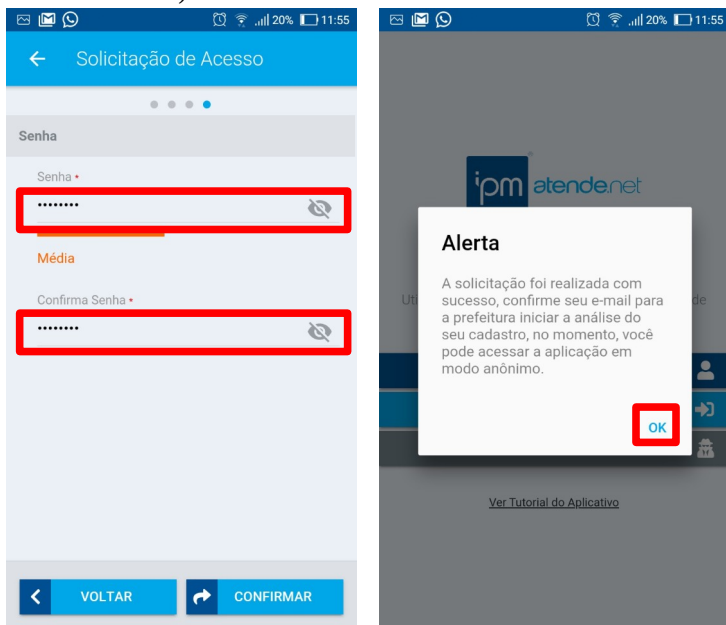 20% 11:55
Solicitação de Acesso
Senha
Senha •
••••••••
Média
Confirma Senha •
••••••••
VOLTAR
CONFIRMAR
20% 11:55
ipm atende.net
Alerta
A solicitação foi realizada com
sucesso, confirme seu e-mail para
a prefeitura iniciar a análise do
seu cadastro, no momento, você
pode acessar a aplicação em
modo anônimo.
OK
Uti
de
Ver Tutorial do Aplicativo